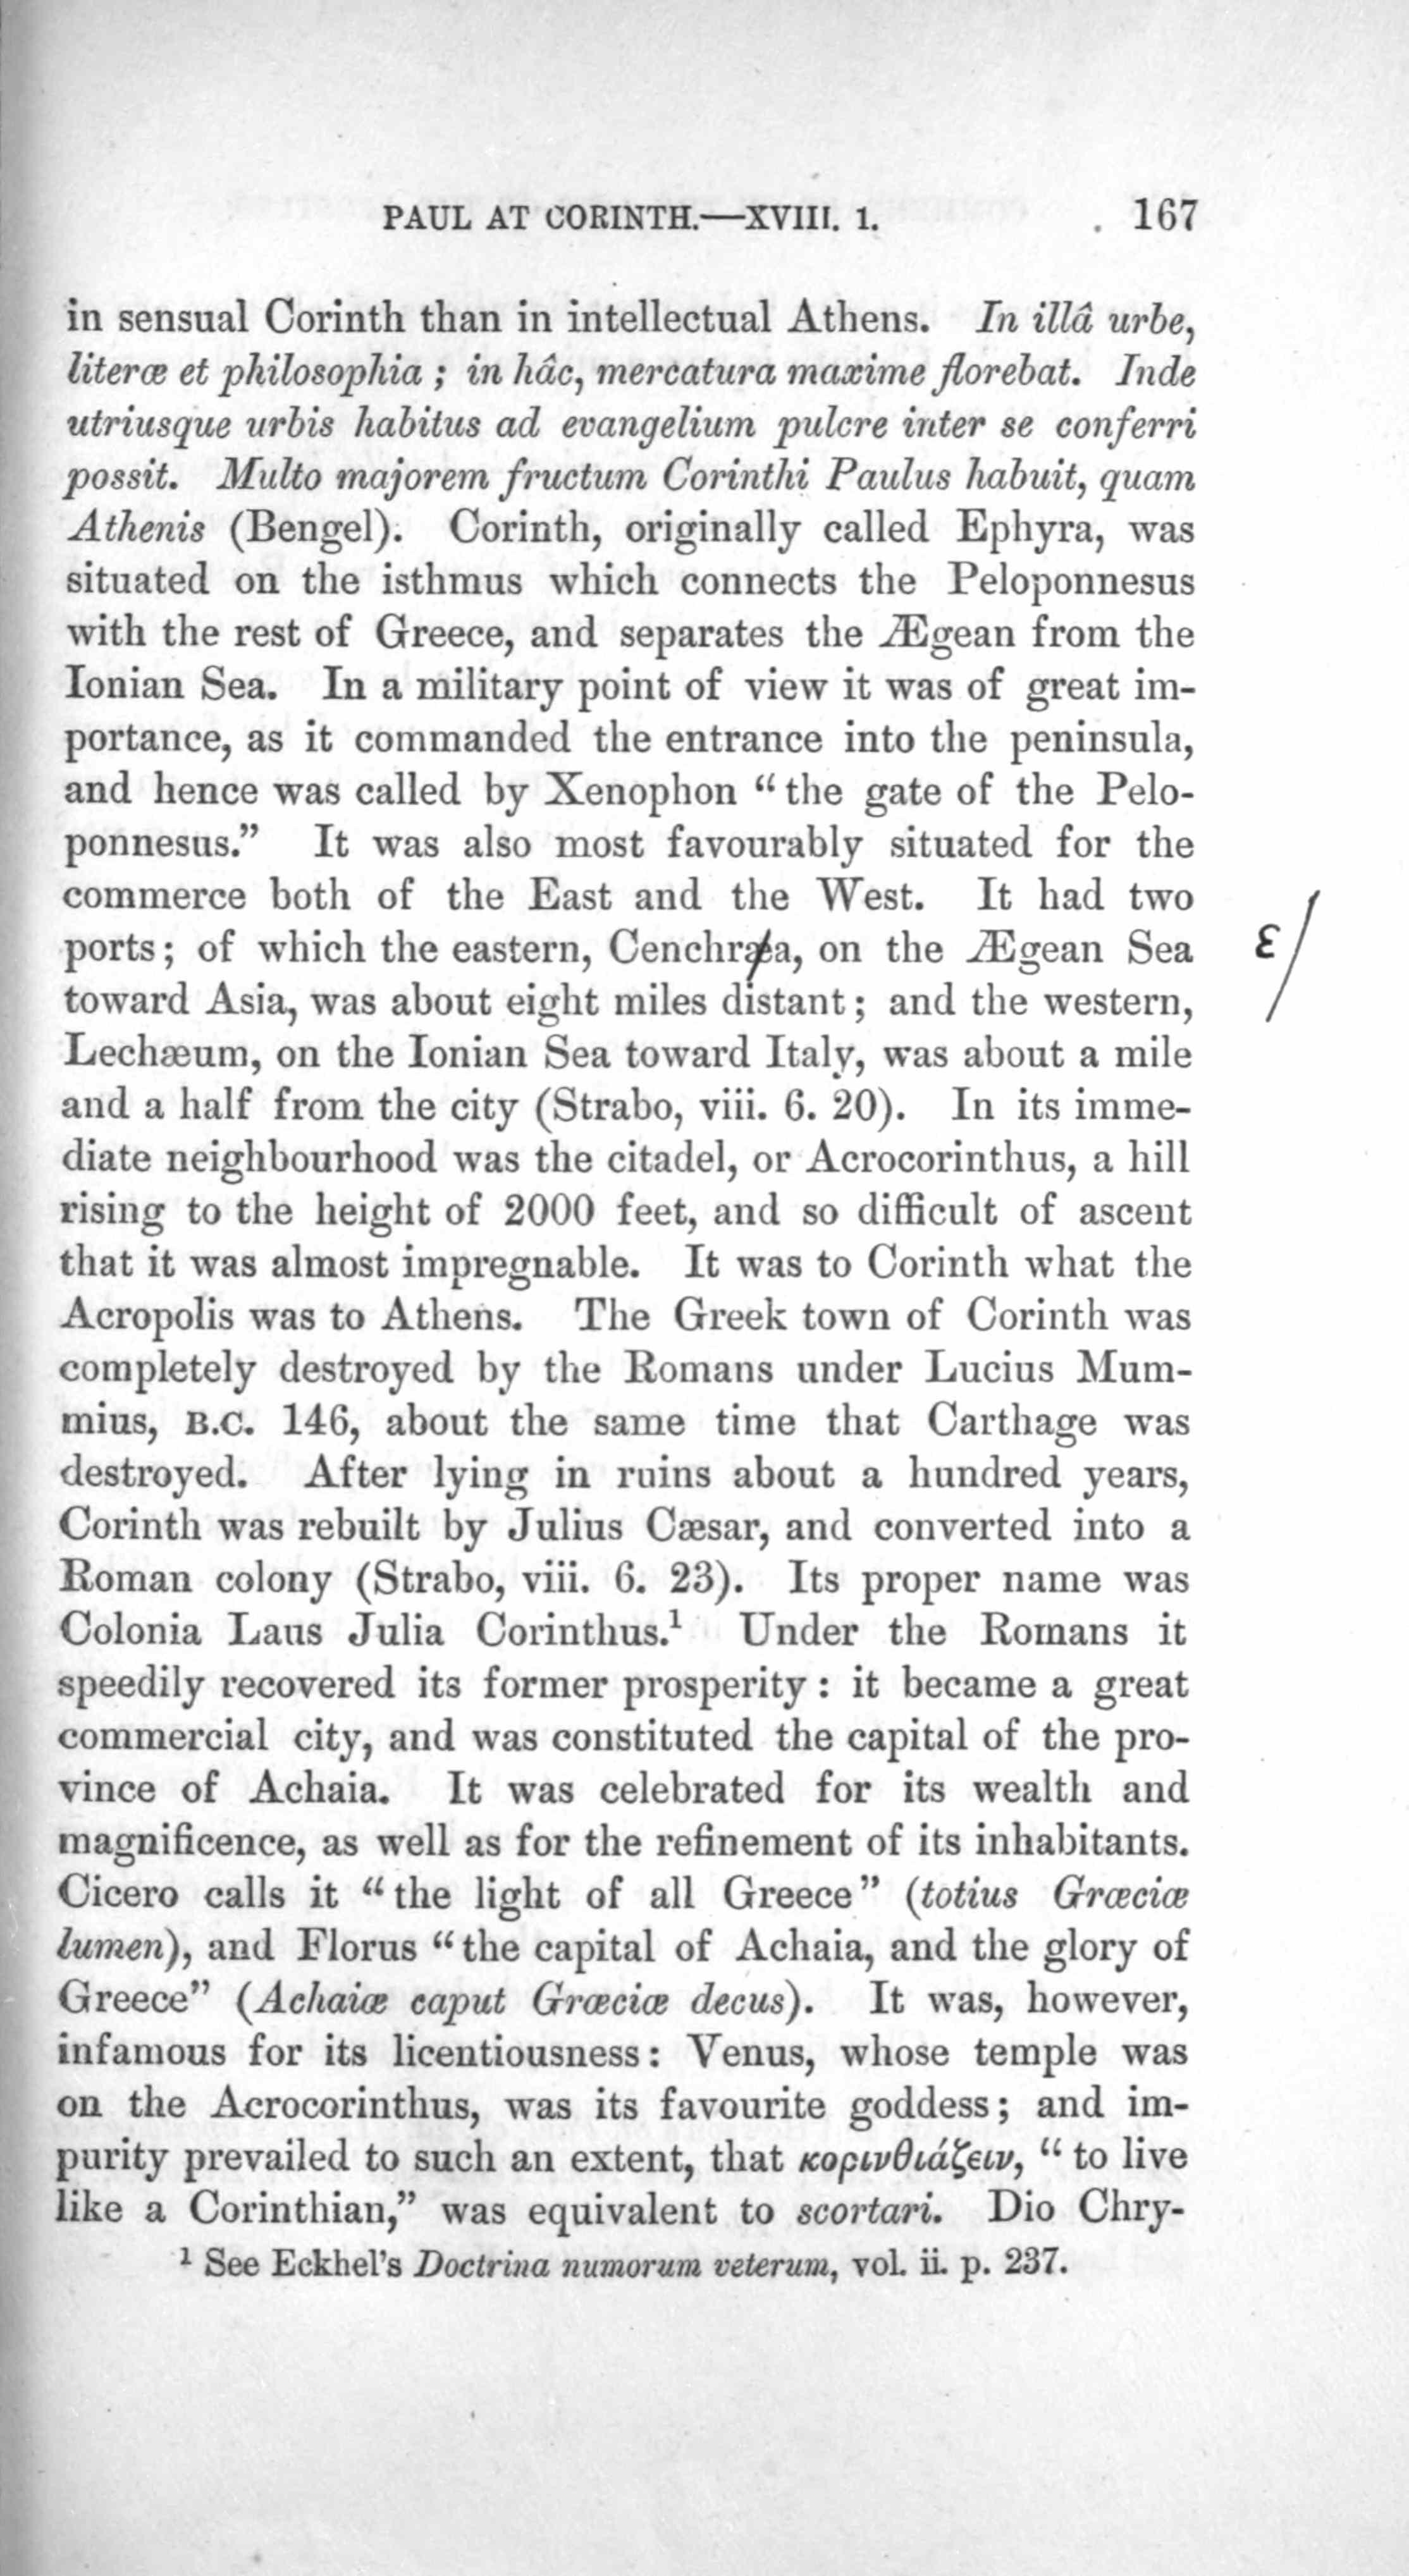 PAUL AT CORINTH.—XVIII. 1. 167
in sensual Corinth than in intellectual Athens. In illâ urbe,
literæ et philosophia ; in hâc, mercatura maxime florebat. Inde
utriusque urbis habitus ad evangelium pulcre inter se conferri
possit. Multo majorem fructum Corinthi Paulus habuit, quam
Athenis (Bengel). Corinth, originally called Ephyra, was
situated on the isthmus which connects the Peloponnesus
with the rest of Greece, and separates the Ægean from the
Ionian Sea. In a military point of view it was of great im-
portance, as it commanded the entrance into the peninsula,
and hence was called by Xenophon “the gate of the Pelo-
ponnesus.” It was also most favourably situated for the
commerce both of the East and the West. It had two
ports; of which the eastern, Cenchræa, on the Ægean Sea ε/
toward Asia, was about eight miles distant; and the western,
Lechæum, on the Ionian Sea toward Italy, was about a mile
and a half from the city (Strabo, viii. 6. 20). In its imme-
diate neighbourhood was the citadel, or Acrocorinthus, a hill
rising to the height of 2000 feet, and so difficult of ascent
that it was almost impregnable. It was to Corinth what the
Acropolis was to Athens. The Greek town of Corinth was
completely destroyed by the Romans under Lucius Mum-
mius, B.C. 146, about the same time that Carthage was
destroyed. After lying in ruins about a hundred years,
Corinth was rebuilt by Julius Cæsar, and converted into a
Roman colony (Strabo, viii. 6. 23). Its proper name was
Colonia Laus Julia Corinthus.¹ Under the Romans it
speedily recovered its former prosperity : it became a great
commercial city, and was constituted the capital of the pro-
vince of Achaia. It was celebrated for its wealth and
magnificence, as well as for the refinement of its inhabitants.
Cicero calls it “the light of all Greece” (totius Græciæ
lumen), and Florus “the capital of Achaia, and the glory of
Greece” (Achaiæ caput Græciæ decus). It was, however,
infamous for its licentiousness: Venus, whose temple was
on the Acrocorinthus, was its favourite goddess; and im-
purity prevailed to such an extent, that κορινθιάζειν, “to live
like a Corinthian,” was equivalent to scortari. Dio Chry-
¹ See Eckhel’s Doctrina numorum veterum, vol. ii. p. 237.